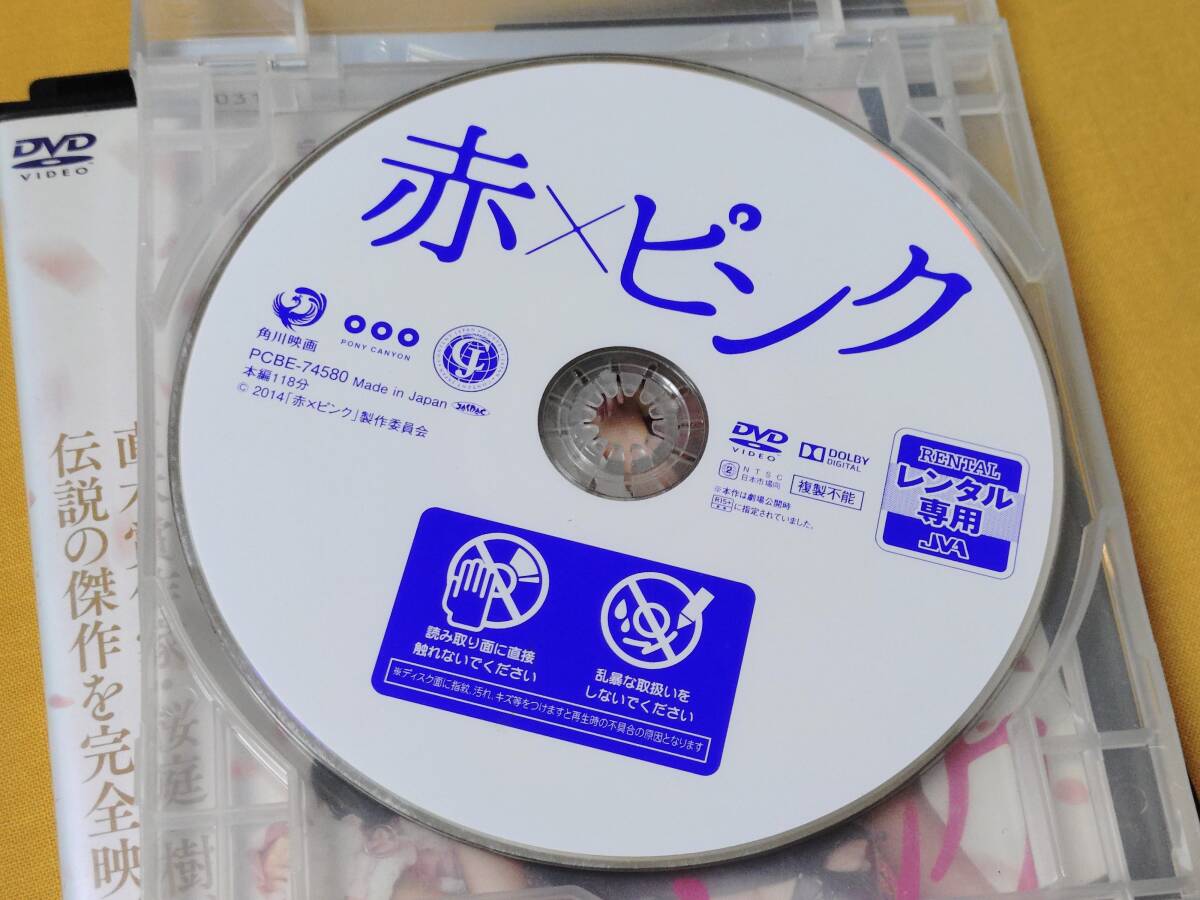 赤×ピンク
角川映画
PONY CANYON
PCBE-74580 Made in Japan
本編118分
© 2014「赤×ピンク」製作委員会
DVD
VIDEO
DOLBY
DIGITAL
2 NTSC
日本市場向
複製不能
※本作は劇場公開時
R15+に指定されていました。
RENTAL
レンタル
専用
JVA
読み取り面に直接
触れないでください
乱暴な取扱いを
しないでください
※ディスク面に指紋、汚れ、キズ等をつけますと再生時の不具合の原因となります
DVD
VIDEO
桜庭一樹
伝説の傑作を完全映
031